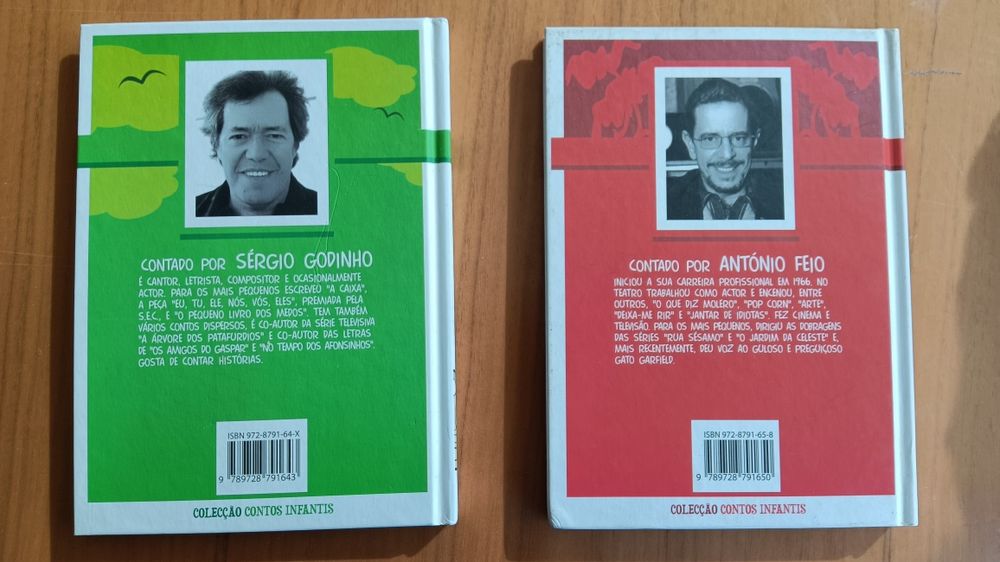 CONTADO POR SÉRGIO GODINHO
É CANTOR, LETRISTA, COMPOSITOR E OCASIONALMENTE
ACTOR. PARA OS MAIS PEQUENOS ESCREVEU "A CAIXA",
A PEÇA "EU, TU, ELE, NÓS, VÓS, ELES", PREMIADA PELA
S.E.C., E "O PEQUENO LIVRO DOS MEDOS". TEM TAMBÉM
VÁRIOS CONTOS DISPERSOS, É CO-AUTOR DA SÉRIE TELEVISIVA
"A ÁRVORE DOS PATAFURDIOS" E CO-AUTOR DAS LETRAS
DE "OS AMIGOS DO GASPAR" E "NO TEMPO DOS AFONSINHOS".
GOSTA DE CONTAR HISTÓRIAS.
ISBN 972-8791-64-X
9 789728 791643
COLECÇÃO CONTOS INFANTIS
CONTADO POR ANTÓNIO FEIO
INICIOU A SUA CARREIRA PROFISSIONAL EM 1966. NO
TEATRO TRABALHOU COMO ACTOR E ENCENOU, ENTRE
OUTROS, "O QUE DIZ MOLÉRO", "POP CORN", "ARTE",
"DEIXA-ME RIR" E "JANTAR DE IDIOTAS". FEZ CINEMA E
TELEVISÃO. PARA OS MAIS PEQUENOS, DIRIGIU AS DOBRAGENS
DAS SÉRIES "RUA SÉSAMO" E "O JARDIM DA CELESTE" E,
MAIS RECENTEMENTE, DEU VOZ AO GULOSO E PREGUIÇOSO
GATO GARFIELD.
ISBN 972-8791-65-8
9 789728 791650
COLECÇÃO CONTOS INFANTIS